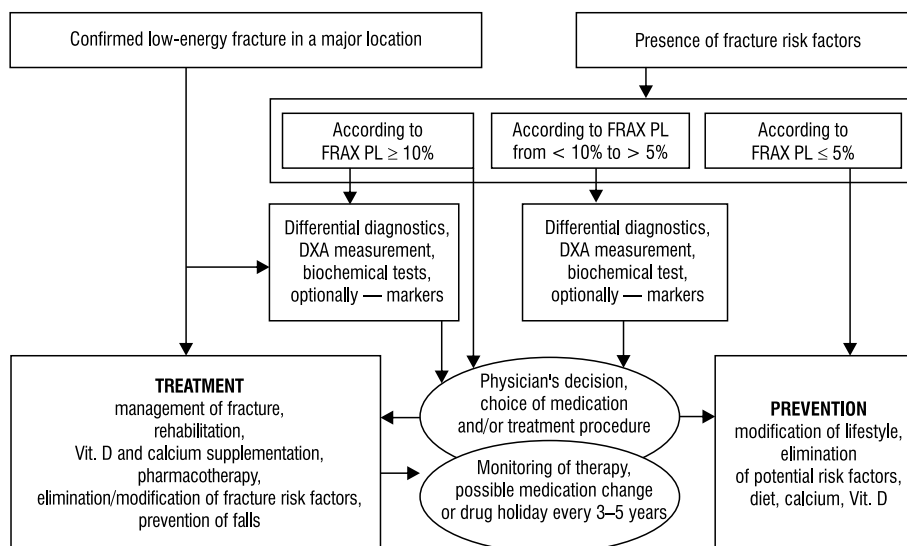 Confirmed low-energy fracture in a major location
Presence of fracture risk factors
According to
FRAX PL ≥ 10%
According to FRAX PL
from < 10% to > 5%
According to
FRAX PL ≤ 5%
Differential diagnostics,
DXA measurement,
biochemical tests,
optionally — markers
Differential diagnostics,
DXA measurement,
biochemical test,
optionally — markers
TREATMENT
management of fracture,
rehabilitation,
Vit. D and calcium supplementation,
pharmacotherapy,
elimination/modification of fracture risk factors,
prevention of falls
Physician's decision,
choice of medication
and/or treatment procedure
Monitoring of therapy,
possible medication change
or drug holiday every 3–5 years
PREVENTION
modification of lifestyle,
elimination
of potential risk factors,
diet, calcium, Vit. D